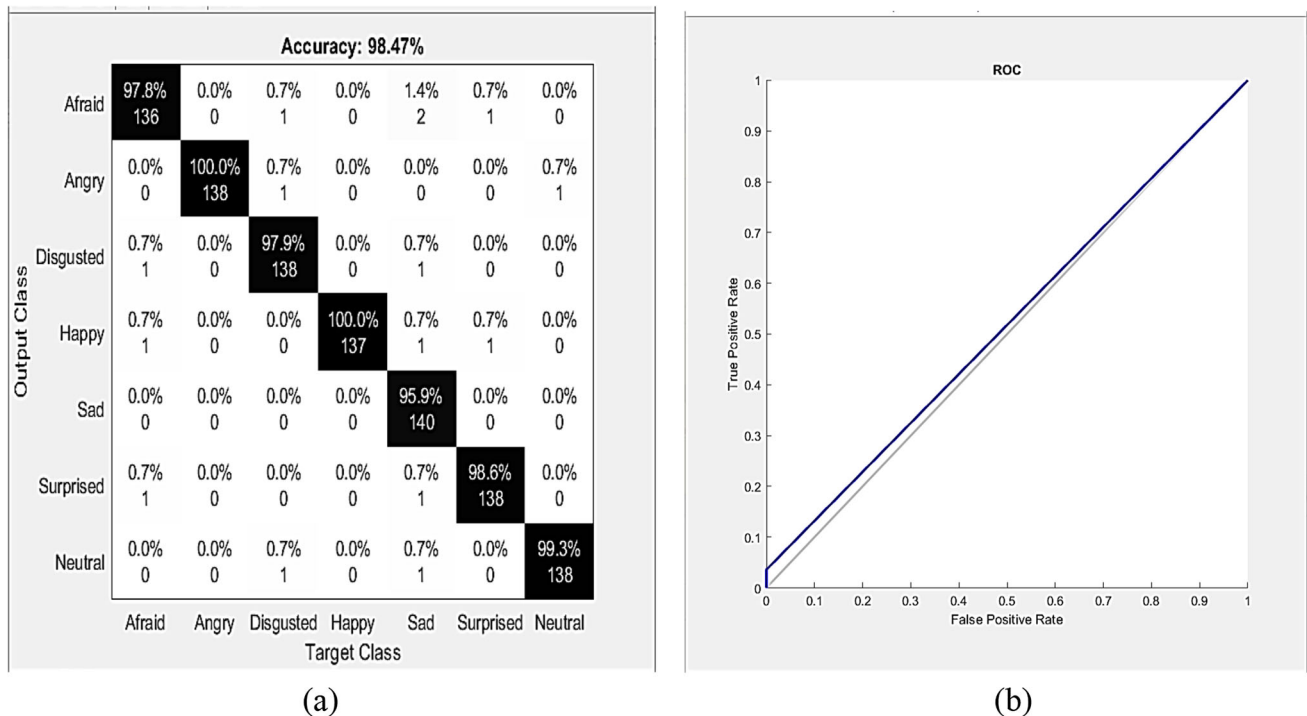 Accuracy: 98.47%
Output Class
Afraid 97.8% 0.0% 0.7% 0.0% 1.4% 0.7% 0.0%
136 0 1 0 2 1 0
Angry 0.0% 100.0% 0.7% 0.0% 0.0% 0.0% 0.7%
0 138 1 0 0 0 1
Disgusted 0.7% 0.0% 97.9% 0.0% 0.7% 0.0% 0.0%
1 0 138 0 1 0 0
Happy 0.7% 0.0% 0.0% 100.0% 0.7% 0.7% 0.0%
1 0 0 137 1 1 0
Sad 0.0% 0.0% 0.0% 0.0% 95.9% 0.0% 0.0%
0 0 0 0 140 0 0
Surprised 0.7% 0.0% 0.0% 0.0% 0.7% 98.6% 0.0%
1 0 0 0 1 138 0
Neutral 0.0% 0.0% 0.7% 0.0% 0.7% 0.0% 99.3%
0 0 1 0 1 0 138
Afraid Angry Disgusted Happy Sad Surprised Neutral
Target Class
(a)
ROC
True Positive Rate
1
0.9
0.8
0.7
0.6
0.5
0.4
0.3
0.2
0.1
0
0 0.1 0.2 0.3 0.4 0.5 0.6 0.7 0.8 0.9 1
False Positive Rate
(b)